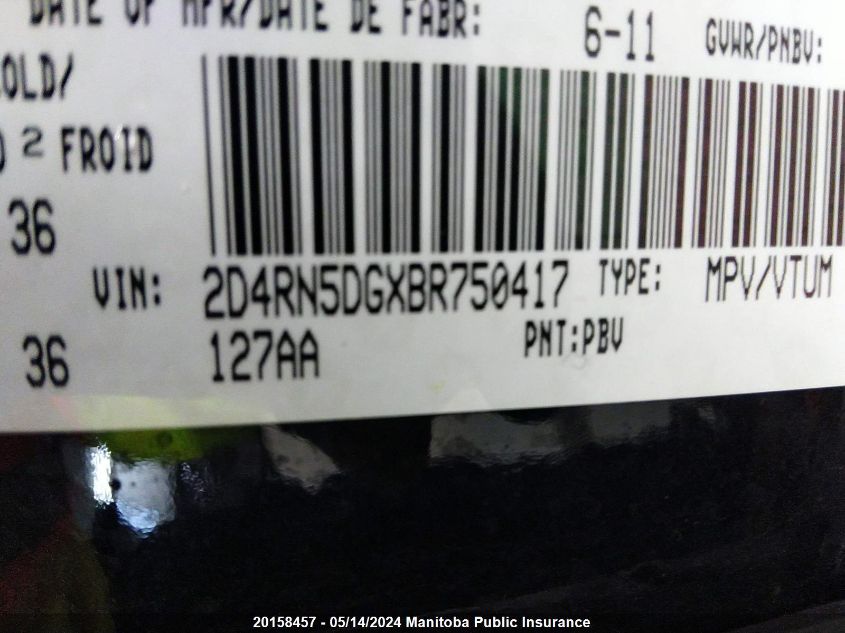 DATE OF MFR/DATE DE FABR: 6-11 GVWR/PNBV:
OLD/
2 FROID
36
VIN: 2D4RN5DGXBR750417 TYPE: MPV/VTUM
36 127AA PNT:PBV
20158457 - 05/14/2024 Manitoba Public Insurance